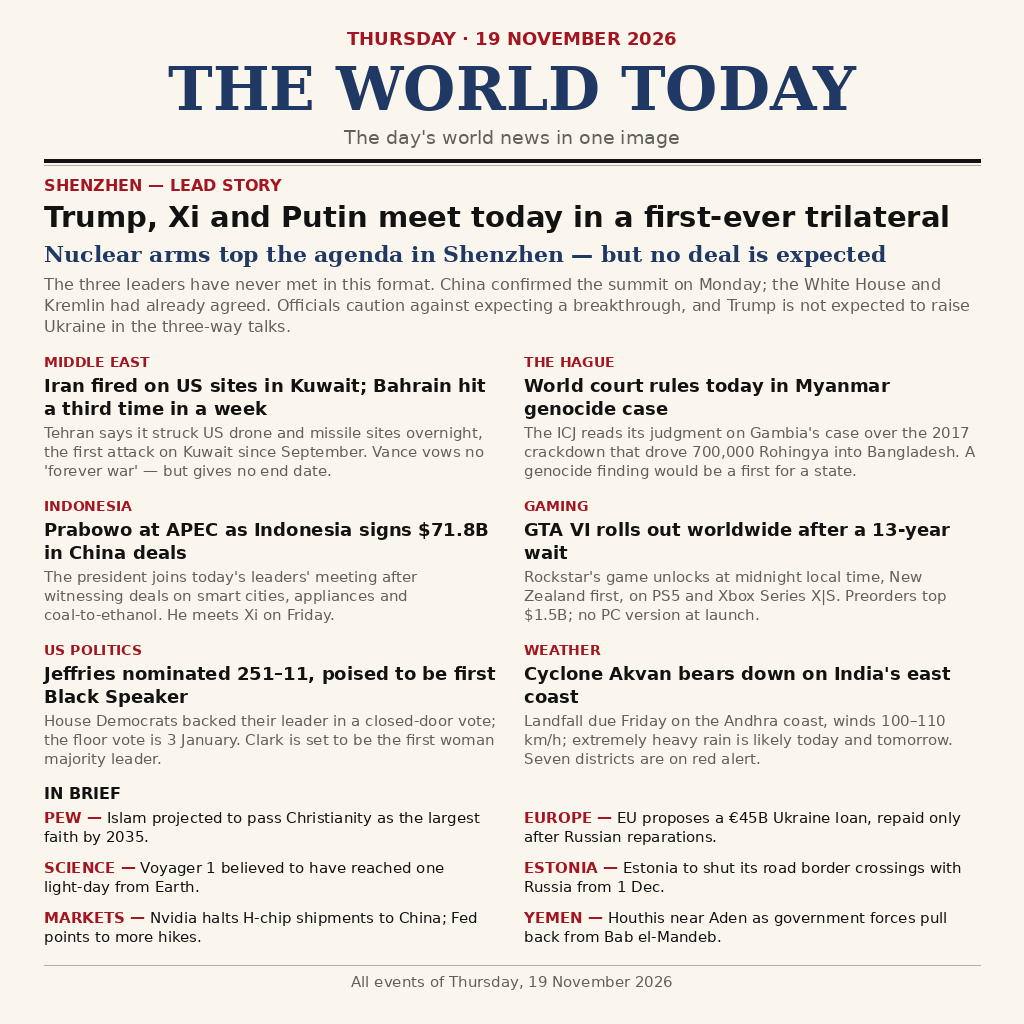 THURSDAY · 19 NOVEMBER 2026
THE WORLD TODAY
The day's world news in one image
SHENZHEN — LEAD STORY
Trump, Xi and Putin meet today in a first-ever trilateral
Nuclear arms top the agenda in Shenzhen — but no deal is expected
The three leaders have never met in this format. China confirmed the summit on Monday; the White House and
Kremlin had already agreed. Officials caution against expecting a breakthrough, and Trump is not expected to raise
Ukraine in the three-way talks.
MIDDLE EAST
Iran fired on US sites in Kuwait; Bahrain hit
a third time in a week
Tehran says it struck US drone and missile sites overnight,
the first attack on Kuwait since September. Vance vows no
'forever war' — but gives no end date.
THE HAGUE
World court rules today in Myanmar
genocide case
The ICJ reads its judgment on Gambia's case over the 2017
crackdown that drove 700,000 Rohingya into Bangladesh. A
genocide finding would be a first for a state.
INDONESIA
Prabowo at APEC as Indonesia signs $71.8B
in China deals
The president joins today's leaders' meeting after
witnessing deals on smart cities, appliances and
coal-to-ethanol. He meets Xi on Friday.
GAMING
GTA VI rolls out worldwide after a 13-year
wait
Rockstar's game unlocks at midnight local time, New
Zealand first, on PS5 and Xbox Series X|S. Preorders top
$1.5B; no PC version at launch.
US POLITICS
Jeffries nominated 251–11, poised to be first
Black Speaker
House Democrats backed their leader in a closed-door vote;
the floor vote is 3 January. Clark is set to be the first woman
majority leader.
WEATHER
Cyclone Akvan bears down on India's east
coast
Landfall due Friday on the Andhra coast, winds 100–110
km/h; extremely heavy rain is likely today and tomorrow.
Seven districts are on red alert.
IN BRIEF
PEW — Islam projected to pass Christianity as the largest
faith by 2035.
EUROPE — EU proposes a €45B Ukraine loan, repaid only
after Russian reparations.
SCIENCE — Voyager 1 believed to have reached one
light-day from Earth.
ESTONIA — Estonia to shut its road border crossings with
Russia from 1 Dec.
MARKETS — Nvidia halts H-chip shipments to China; Fed
points to more hikes.
YEMEN — Houthis near Aden as government forces pull
back from Bab el-Mandeb.
All events of Thursday, 19 November 2026